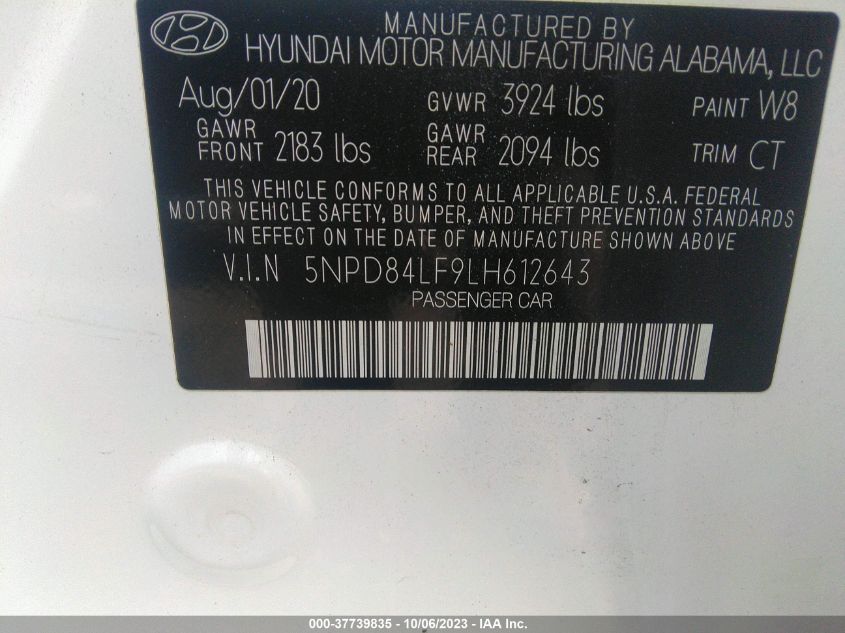 MANUFACTURED BY
HYUNDAI MOTOR MANUFACTURING ALABAMA, LLC
Aug/01/20 GVWR 3924 lbs PAINT W8
GAWR FRONT 2183 lbs GAWR REAR 2094 lbs TRIM CT
THIS VEHICLE CONFORMS TO ALL APPLICABLE U.S.A. FEDERAL
MOTOR VEHICLE SAFETY, BUMPER, AND THEFT PREVENTION STANDARDS
IN EFFECT ON THE DATE OF MANUFACTURE SHOWN ABOVE
V.I.N 5NPD84LF9LH612643
PASSENGER CAR
000-37739835 - 10/06/2023 - IAA Inc.